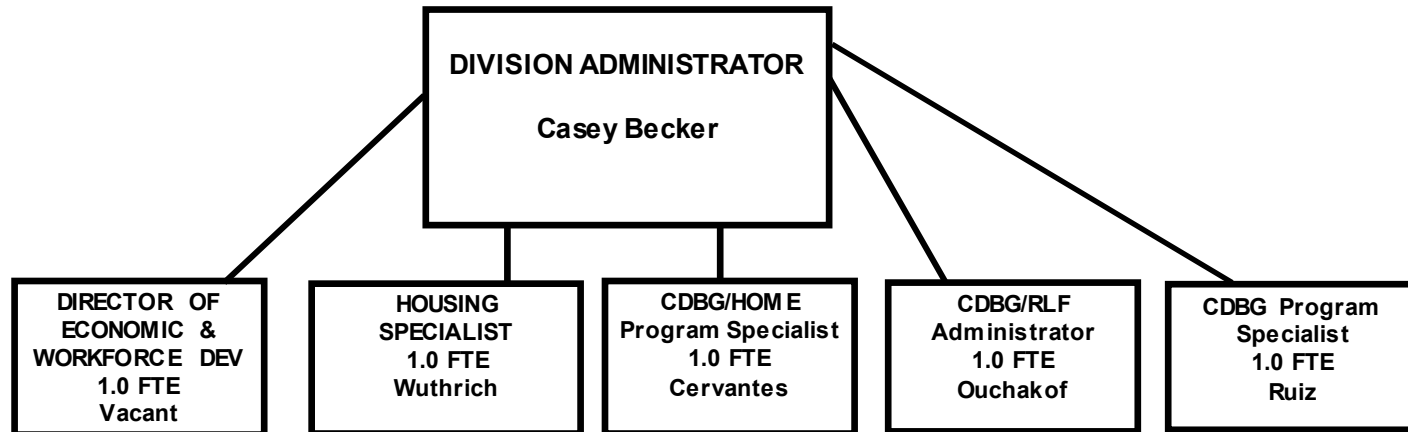 DIVISION ADMINISTRATOR
Casey Becker
DIRECTOR OF
ECONOMIC &
WORKFORCE DEV
1.0 FTE
Vacant
HOUSING
SPECIALIST
1.0 FTE
Wuthrich
CDBG/HOME
Program Specialist
1.0 FTE
Cervantes
CDBG/RLF
Administrator
1.0 FTE
Ouchakof
CDBG Program
Specialist
1.0 FTE
Ruiz